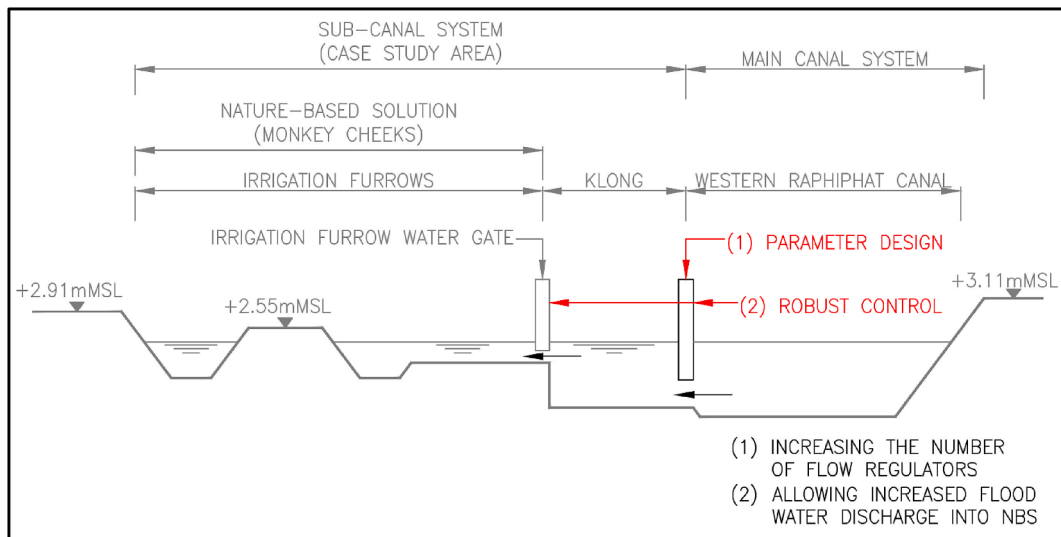 SUB-CANAL SYSTEM
(CASE STUDY AREA)
MAIN CANAL SYSTEM
NATURE-BASED SOLUTION
(MONKEY CHEEKS)
IRRIGATION FURROWS
KLONG
WESTERN RAPHIPHAT CANAL
IRRIGATION FURROW WATER GATE
(1) PARAMETER DESIGN
+2.91mMSL
+2.55mMSL
(2) ROBUST CONTROL
+3.11mMSL
(1) INCREASING THE NUMBER
OF FLOW REGULATORS
(2) ALLOWING INCREASED FLOOD
WATER DISCHARGE INTO NBS